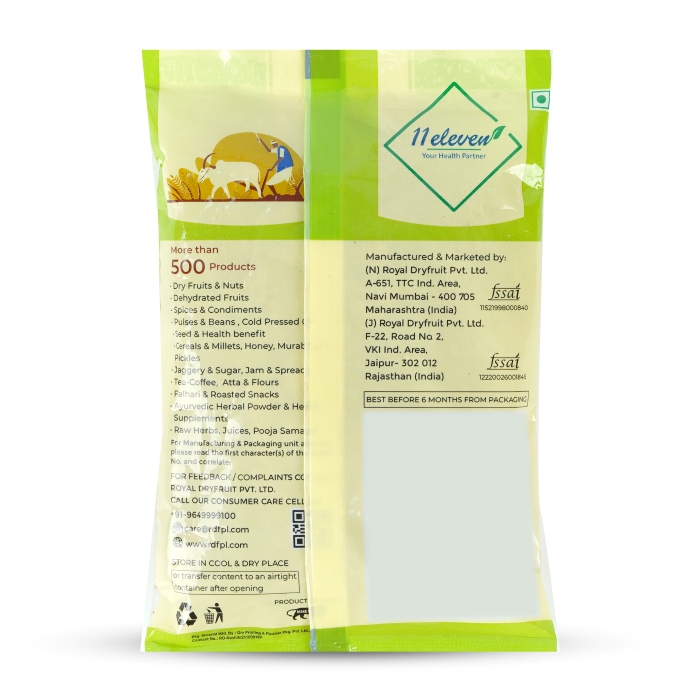 11 eleven
Your Health Partner
More than
500 Products
· Dry Fruits & Nuts
· Dehydrated Fruits
· Spices & Condiments
· Pulses & Beans , Cold Pressed
· Seed & Health benefit
· Cereals & Millets, Honey,
Pickles
· Jaggery & Sugar, Jam &
· Tea-Coffee, Atta & Flours
· Falhari & Roasted Snacks
· Ayurvedic Herbal Powder &
Supplements
· Raw Herbs, Juices, Pooja
For Manufacturing & Packaging unit
please read the first character(s) of
No. and correlate:
FOR FEEDBACK / COMPLAINTS
ROYAL DRYFRUIT PVT. LTD.
CALL OUR CONSUMER CARE CELL
+91-9649999100
care@rdfpl.com
www.rdfpl.com
STORE IN COOL & DRY PLACE
or transfer content to an airtight
container after opening
PRODUCT
Manufactured & Marketed by:
(N) Royal Dryfruit Pvt. Ltd.
A-651, TTC Ind. Area,
Navi Mumbai - 400 705
Maharashtra (India)
fssai
11521998000840
(J) Royal Dryfruit Pvt. Ltd.
F-22, Road No. 2,
VKI Ind. Area,
Jaipur- 302 012
Rajasthan (India)
fssai
12220026001845
BEST BEFORE 6 MONTHS FROM PACKAGING